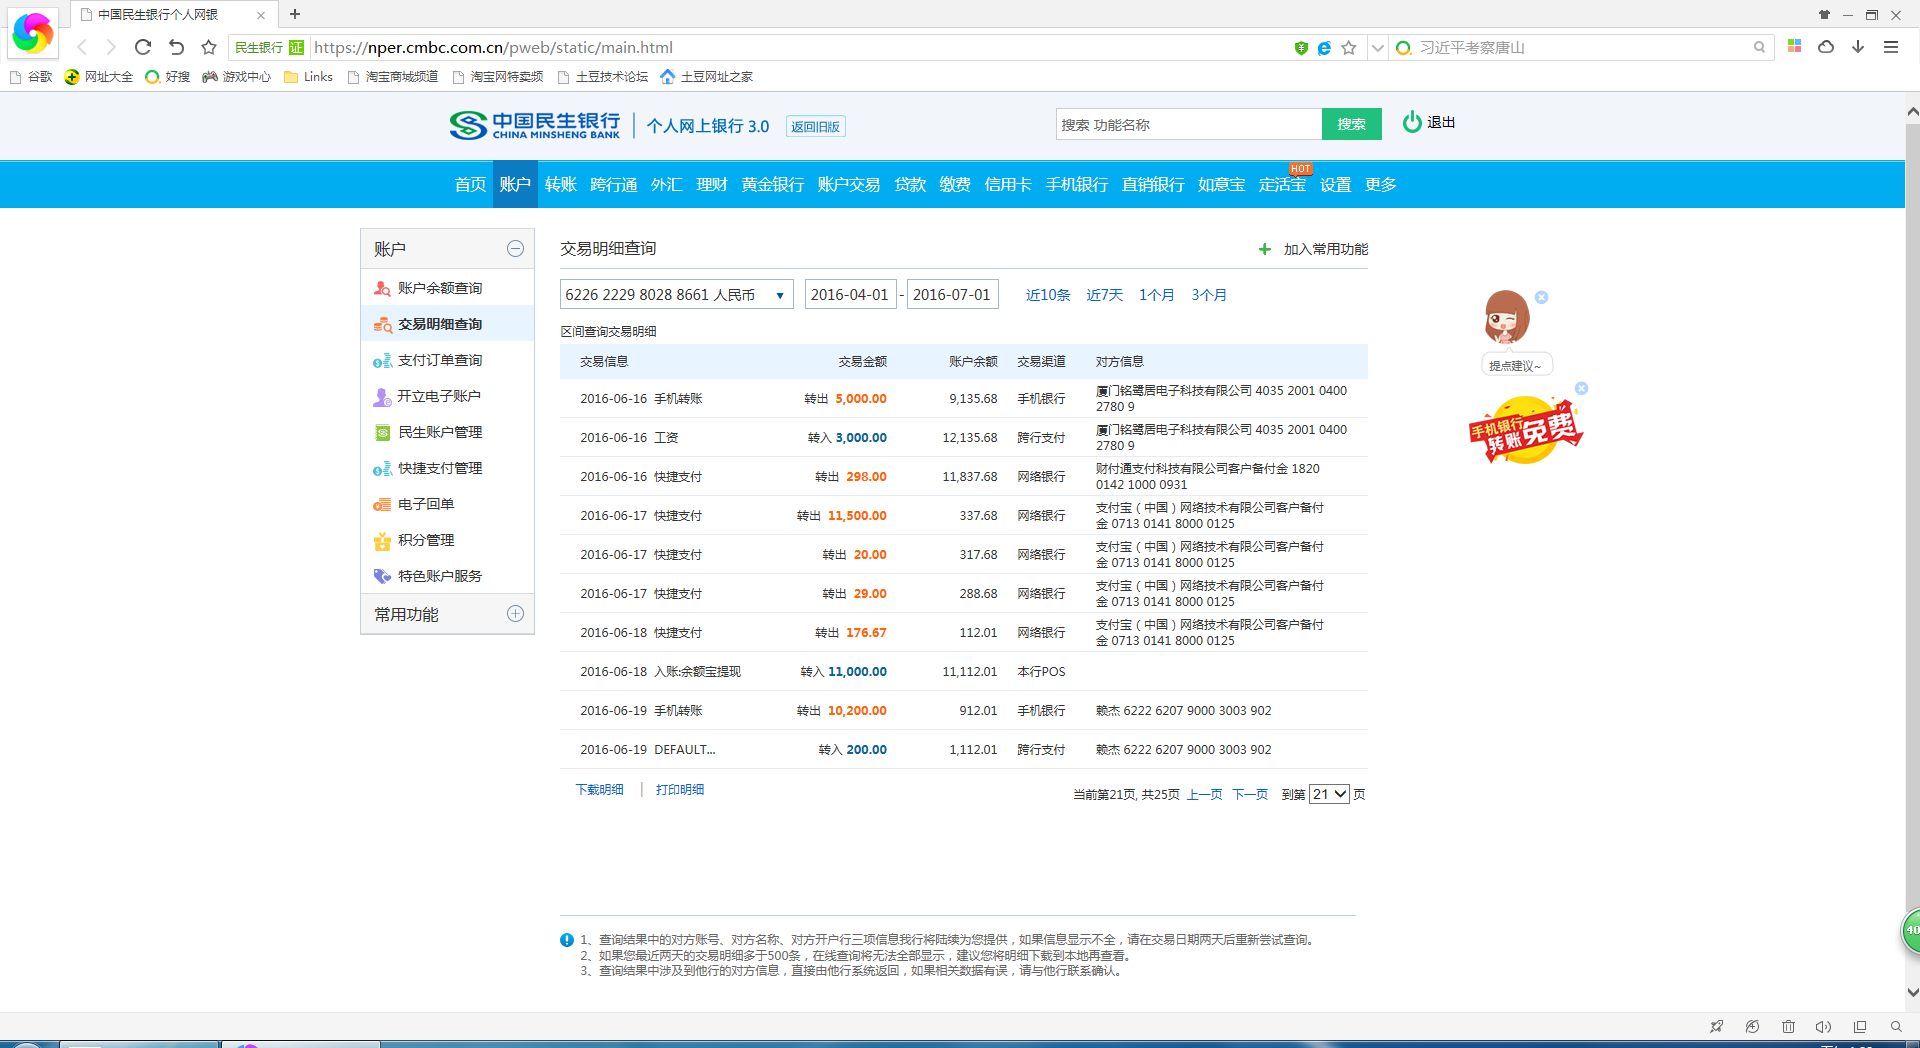 中国民生银行个人网银
民生银行 证 https://nper.cmbc.com.cn/pweb/static/main.html
习近平考察唐山
谷歌 网址大全 好搜 游戏中心 Links 淘宝商城频道 淘宝网特卖频 土豆技术论坛 土豆网址之家
中国民生银行
CHINA MINSHENG BANK
个人网上银行 3.0 返回旧版
搜索 功能名称 搜索 退出
HOT
首页 账户 转账 跨行通 外汇 理财 黄金银行 账户交易 贷款 缴费 信用卡 手机银行 直销银行 如意宝 定活宝 设置 更多
账户
账户余额查询
交易明细查询
支付订单查询
开立电子账户
民生账户管理
快捷支付管理
电子回单
积分管理
特色账户服务
常用功能
交易明细查询 + 加入常用功能
6226 2229 8028 8661 人民币 2016-04-01 - 2016-07-01 近10条 近7天 1个月 3个月
区间查询交易明细
交易信息 交易金额 账户余额 交易渠道 对方信息
2016-06-16 手机转账 转出 5,000.00 9,135.68 手机银行 厦门铭鹭居电子科技有限公司 4035 2001 0400
2780 9
2016-06-16 工资 转入 3,000.00 12,135.68 跨行支付 厦门铭鹭居电子科技有限公司 4035 2001 0400
2780 9
2016-06-16 快捷支付 转出 298.00 11,837.68 网络银行 财付通支付科技有限公司客户备付金 1820
0142 1000 0931
2016-06-17 快捷支付 转出 11,500.00 337.68 网络银行 支付宝（中国）网络技术有限公司客户备付
金 0713 0141 8000 0125
2016-06-17 快捷支付 转出 20.00 317.68 网络银行 支付宝（中国）网络技术有限公司客户备付
金 0713 0141 8000 0125
2016-06-17 快捷支付 转出 29.00 288.68 网络银行 支付宝（中国）网络技术有限公司客户备付
金 0713 0141 8000 0125
2016-06-18 快捷支付 转出 176.67 112.01 网络银行 支付宝（中国）网络技术有限公司客户备付
金 0713 0141 8000 0125
2016-06-18 入账:余额宝提现 转入 11,000.00 11,112.01 本行POS
2016-06-19 手机转账 转出 10,200.00 912.01 手机银行 赖杰 6222 6207 9000 3003 902
2016-06-19 DEFAULT... 转入 200.00 1,112.01 跨行支付 赖杰 6222 6207 9000 3003 902
下载明细 | 打印明细
当前第21页, 共25页 上一页 下一页 到第 21 页
提点建议~
手机银行
转账免费
1、查询结果中的对方账号、对方名称、对方开户行三项信息我行将陆续为您提供，如果信息显示不全，请在交易日期两天后重新尝试查询。
2、如果您最近两天的交易明细多于500条，在线查询将无法全部显示，建议您将明细下载到本地再查看。
3、查询结果中涉及到他行的对方信息，直接由他行系统返回，如果相关数据有误，请与他行联系确认。
40